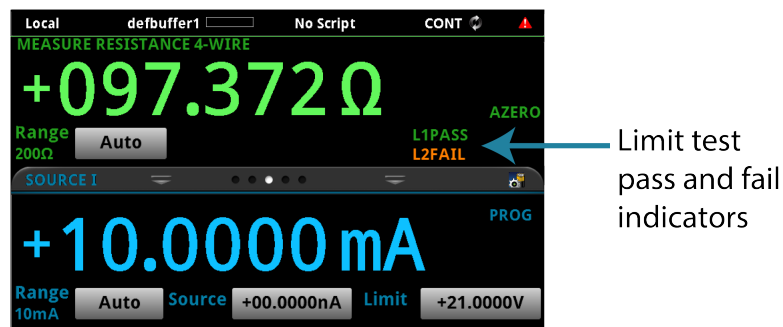 Local defbuffer1 No Script CONT
MEASURE RESISTANCE 4-WIRE
+097.372 Ω
AZERO
Range Auto L1PASS
200Ω L2FAIL
Limit test
pass and fail
indicators
SOURCE I
PROG
+10.0000 mA
Range Auto Source +00.0000nA Limit +21.0000V
10mA